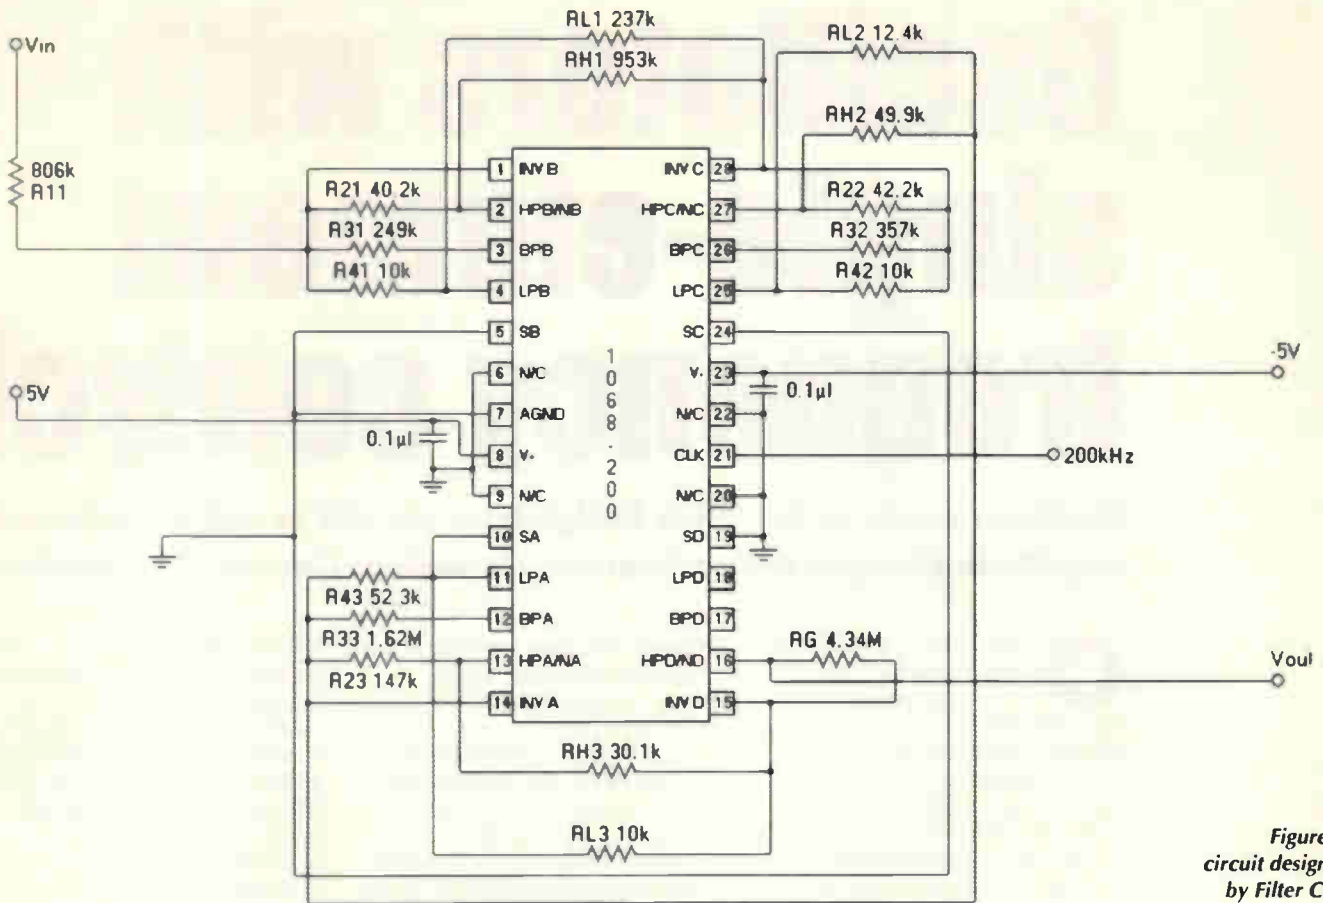 Vin
806k
R11
RL1 237k
RH1 953k
RL2 12.4k
RH2 49.9k
R21 40.2k
R31 249k
R41 10k
R22 42.2k
R32 357k
R42 10k
1 INV B
2 HPB/NB
3 BPB
4 LPB
5 SB
6 N/C
7 AGND
8 V+
9 N/C
10 SA
11 LPA
12 BPA
13 HPA/NA
14 INV A
INV C 28
HPC/NC 27
BPC 26
LPC 25
SC 24
V- 23
N/C 22
CLK 21
N/C 20
SD 19
LPD 18
BPD 17
HPD/ND 16
INV D 15
1068-200
5V
0.1µl
-5V
0.1µl
200kHz
R43 52.3k
R33 1.62M
R23 147k
RG 4.34M
Voul
RH3 30.1k
RL3 10k
Figure
circuit design
by Filter C